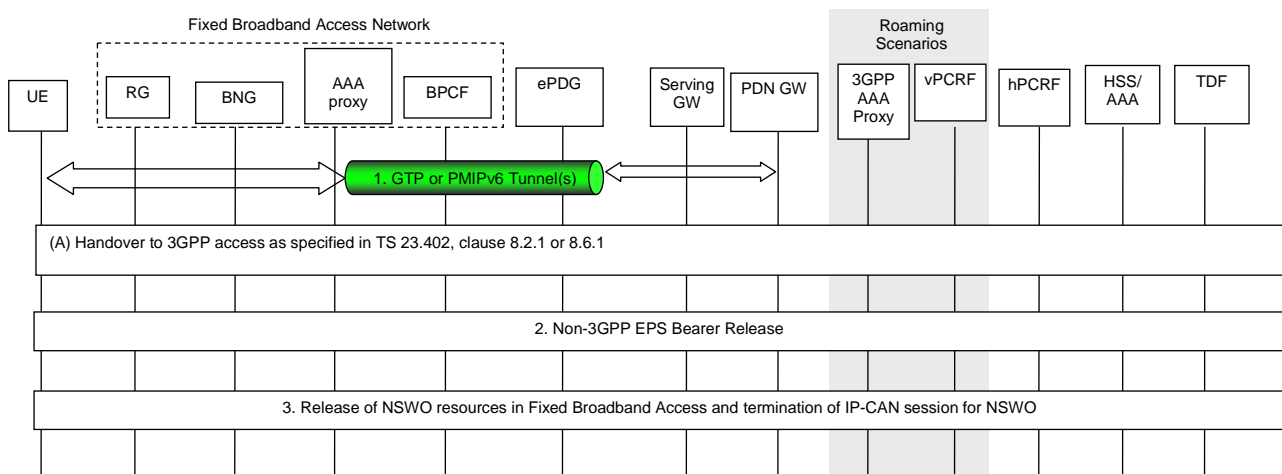 Fixed Broadband Access Network
Roaming
Scenarios
UE
RG
BNG
AAA
proxy
BPCF
ePDG
Serving
GW
PDN GW
3GPP
AAA
Proxy
vPCRF
hPCRF
HSS/
AAA
TDF
1. GTP or PMIPv6 Tunnel(s)
(A) Handover to 3GPP access as specified in TS 23.402, clause 8.2.1 or 8.6.1
2. Non-3GPP EPS Bearer Release
3. Release of NSWO resources in Fixed Broadband Access and termination of IP-CAN session for NSWO